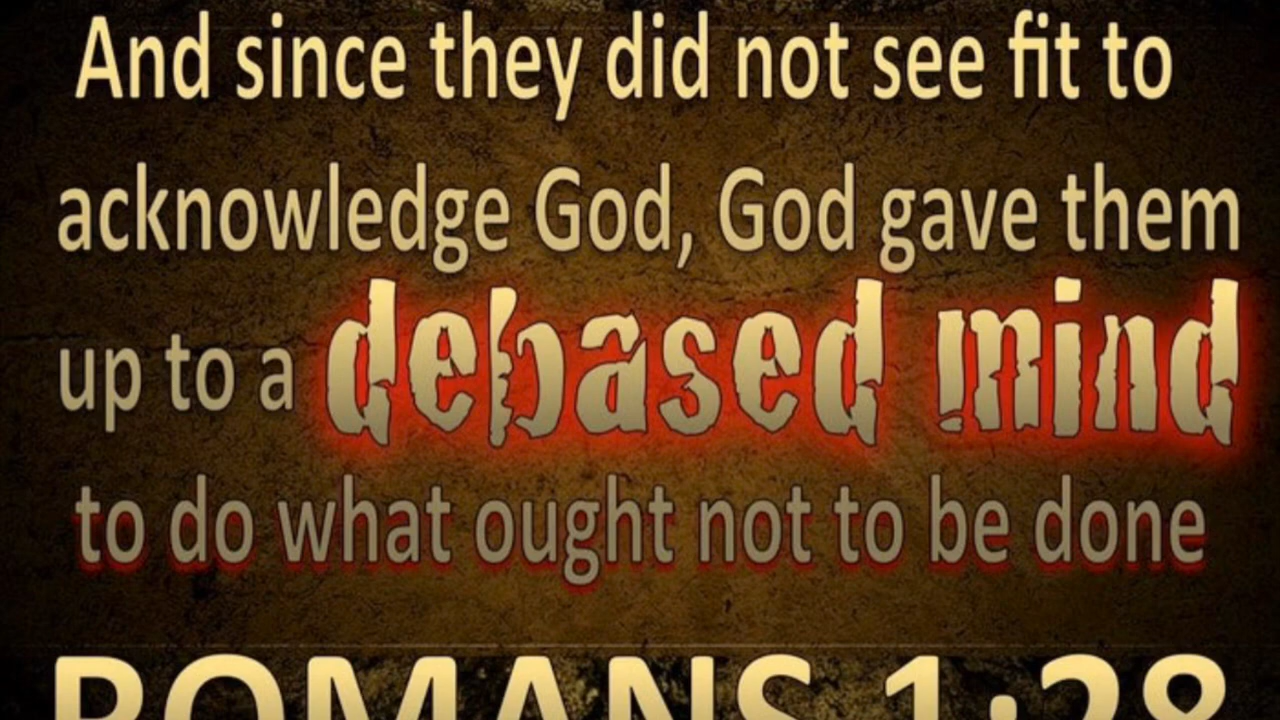 And since they did not see fit to
acknowledge God, God gave them
up to a debased mind
to do what ought not to be done
ROMANS 1:28